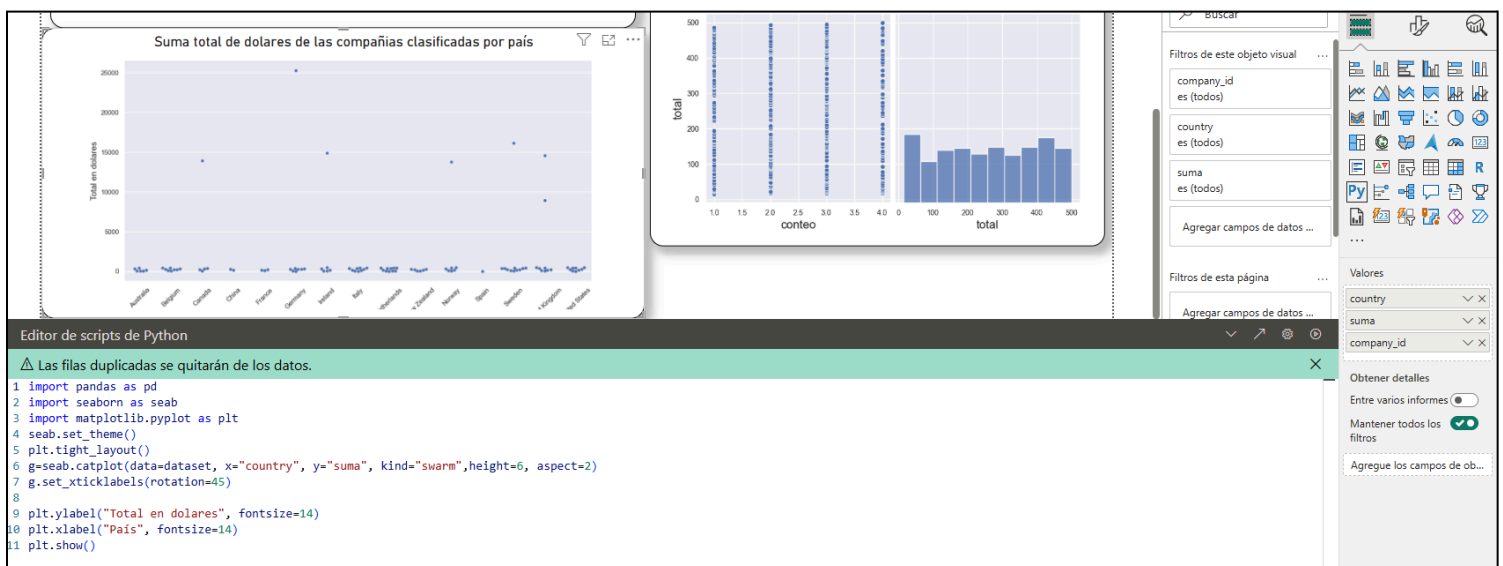 Suma total de dolares de las compañias clasificadas por país
25000
20000
15000
10000
5000
0
Total en dolares
Australia
Belgium
Canada
China
France
Germany
Ireland
Italy
therlands
Zealand
Norway
Spain
Sweden
Kingdom
ed States
500
400
300
200
100
0
total
1.0 1.5 2.0 2.5 3.0 3.5 4.0
conteo
0 100 200 300 400 500
total
Buscar
Filtros de este objeto visual ...
company_id
es (todos)
country
es (todos)
suma
es (todos)
Agregar campos de datos ...
Filtros de esta página ...
Agregar campos de datos ...
123
R
Py
123
...
Valores
country
suma
company_id
Obtener detalles
Entre varios informes
Mantener todos los
filtros
Agregue los campos de ob...
Editor de scripts de Python
Las filas duplicadas se quitarán de los datos.
1 import pandas as pd
2 import seaborn as seab
3 import matplotlib.pyplot as plt
4 seab.set_theme()
5 plt.tight_layout()
6 g=seab.catplot(data=dataset, x="country", y="suma", kind="swarm",height=6, aspect=2)
7 g.set_xticklabels(rotation=45)
8
9 plt.ylabel("Total en dolares", fontsize=14)
10 plt.xlabel("País", fontsize=14)
11 plt.show()